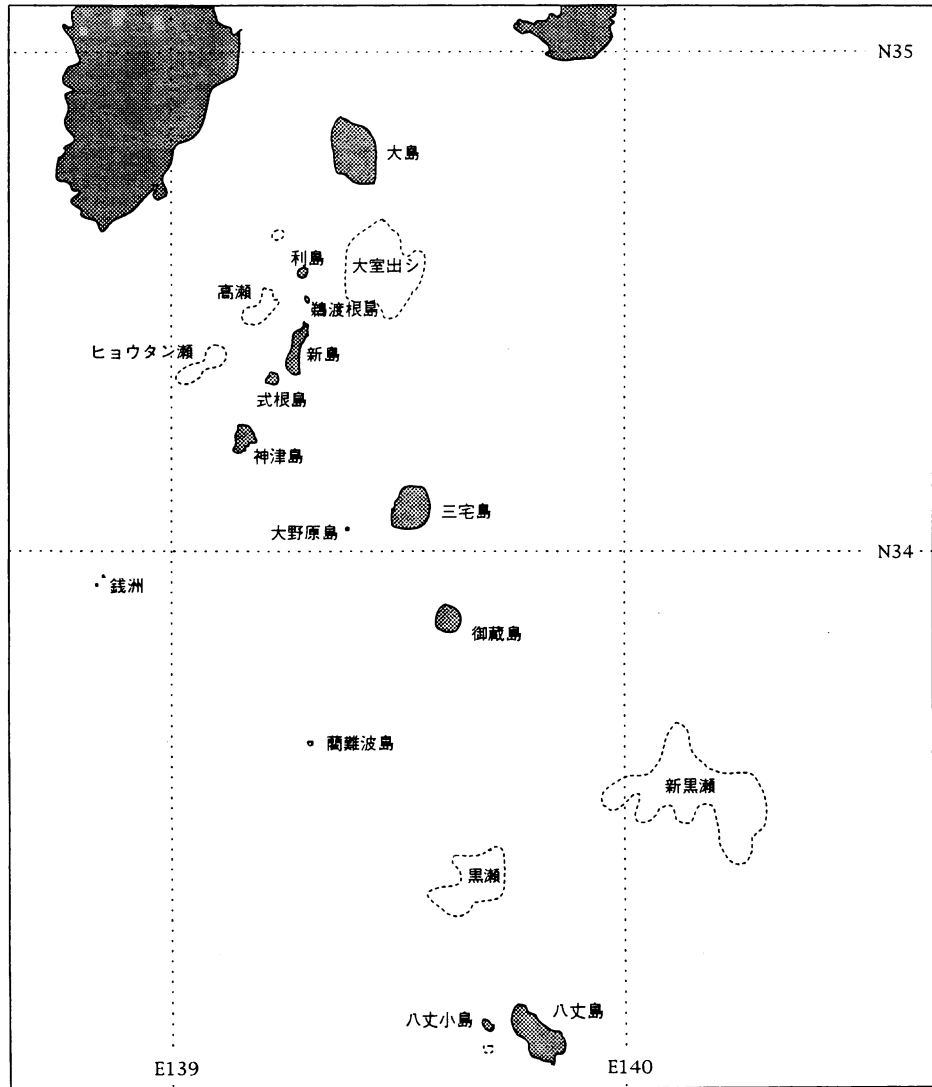 N35
大島
利島
大室出シ
高瀬
鵜渡根島
ヒョウタン瀬
新島
式根島
神津島
三宅島
大野原島
N34
銭洲
御蔵島
藺難波島
新黒瀬
黒瀬
八丈小島
八丈島
E139
E140